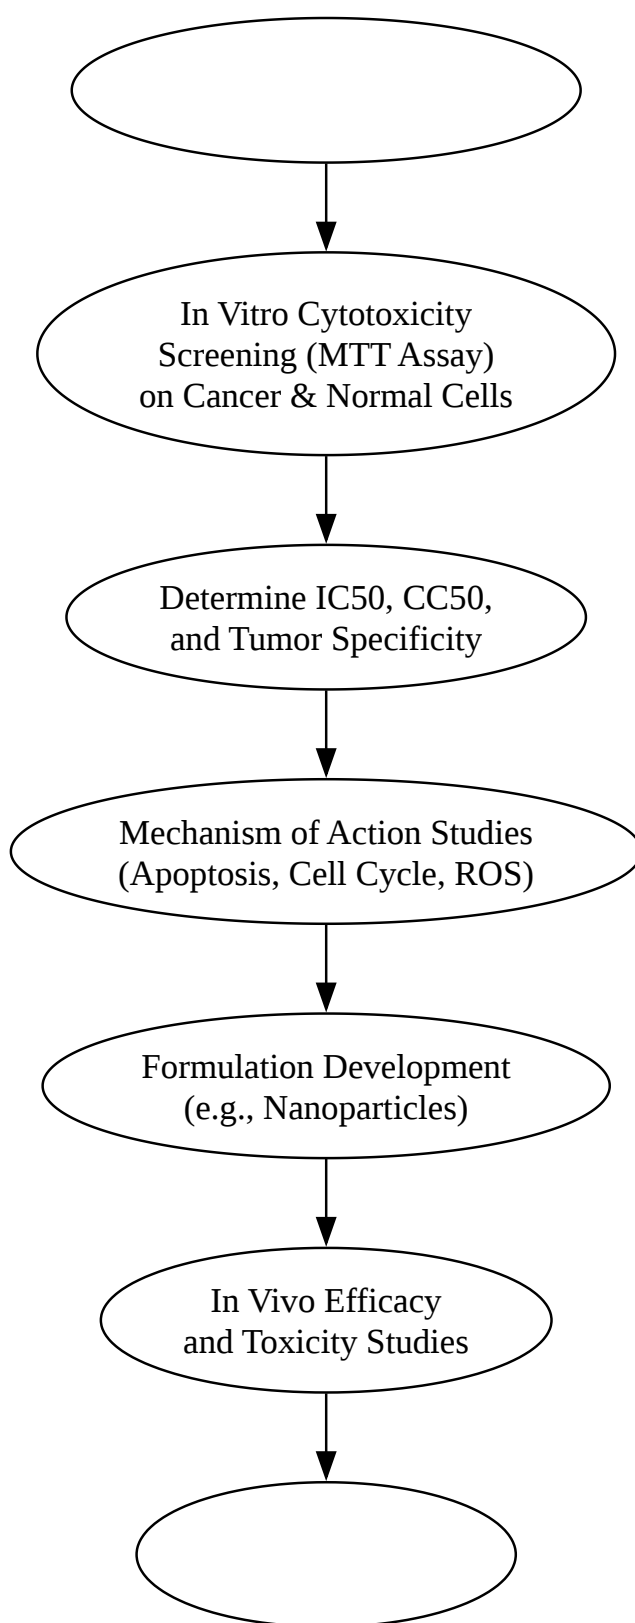 In Vitro Cytotoxicity
Screening (MTT Assay)
on Cancer & Normal Cells
Determine IC50, CC50,
and Tumor Specificity
Mechanism of Action Studies
(Apoptosis, Cell Cycle, ROS)
Formulation Development
(e.g., Nanoparticles)
In Vivo Efficacy
and Toxicity Studies